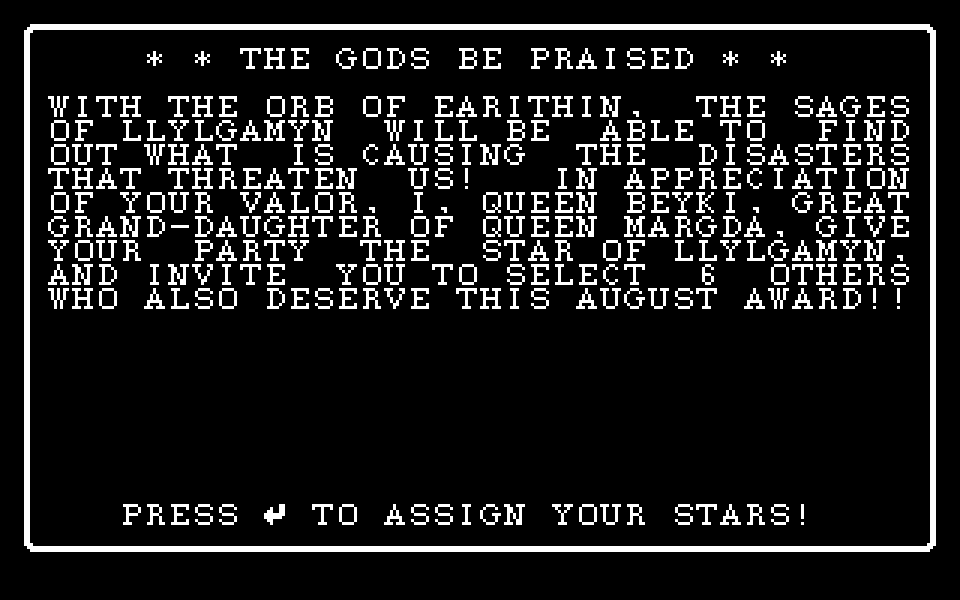 * * THE GODS BE PRAISED * *
WITH THE ORB OF EARITHIN,  THE SAGES
OF LLYLGAMYN  WILL BE  ABLE TO  FIND
OUT WHAT  IS CAUSING  THE  DISASTERS
THAT THREATEN  US!   IN APPRECIATION
OF YOUR VALOR, I, QUEEN BEYKI, GREAT
GRAND-DAUGHTER OF QUEEN MARGDA, GIVE
YOUR  PARTY  THE  STAR OF LLYLGAMYN,
AND INVITE  YOU TO SELECT  6  OTHERS
WHO ALSO DESERVE THIS AUGUST AWARD!!
PRESS ↵ TO ASSIGN YOUR STARS!